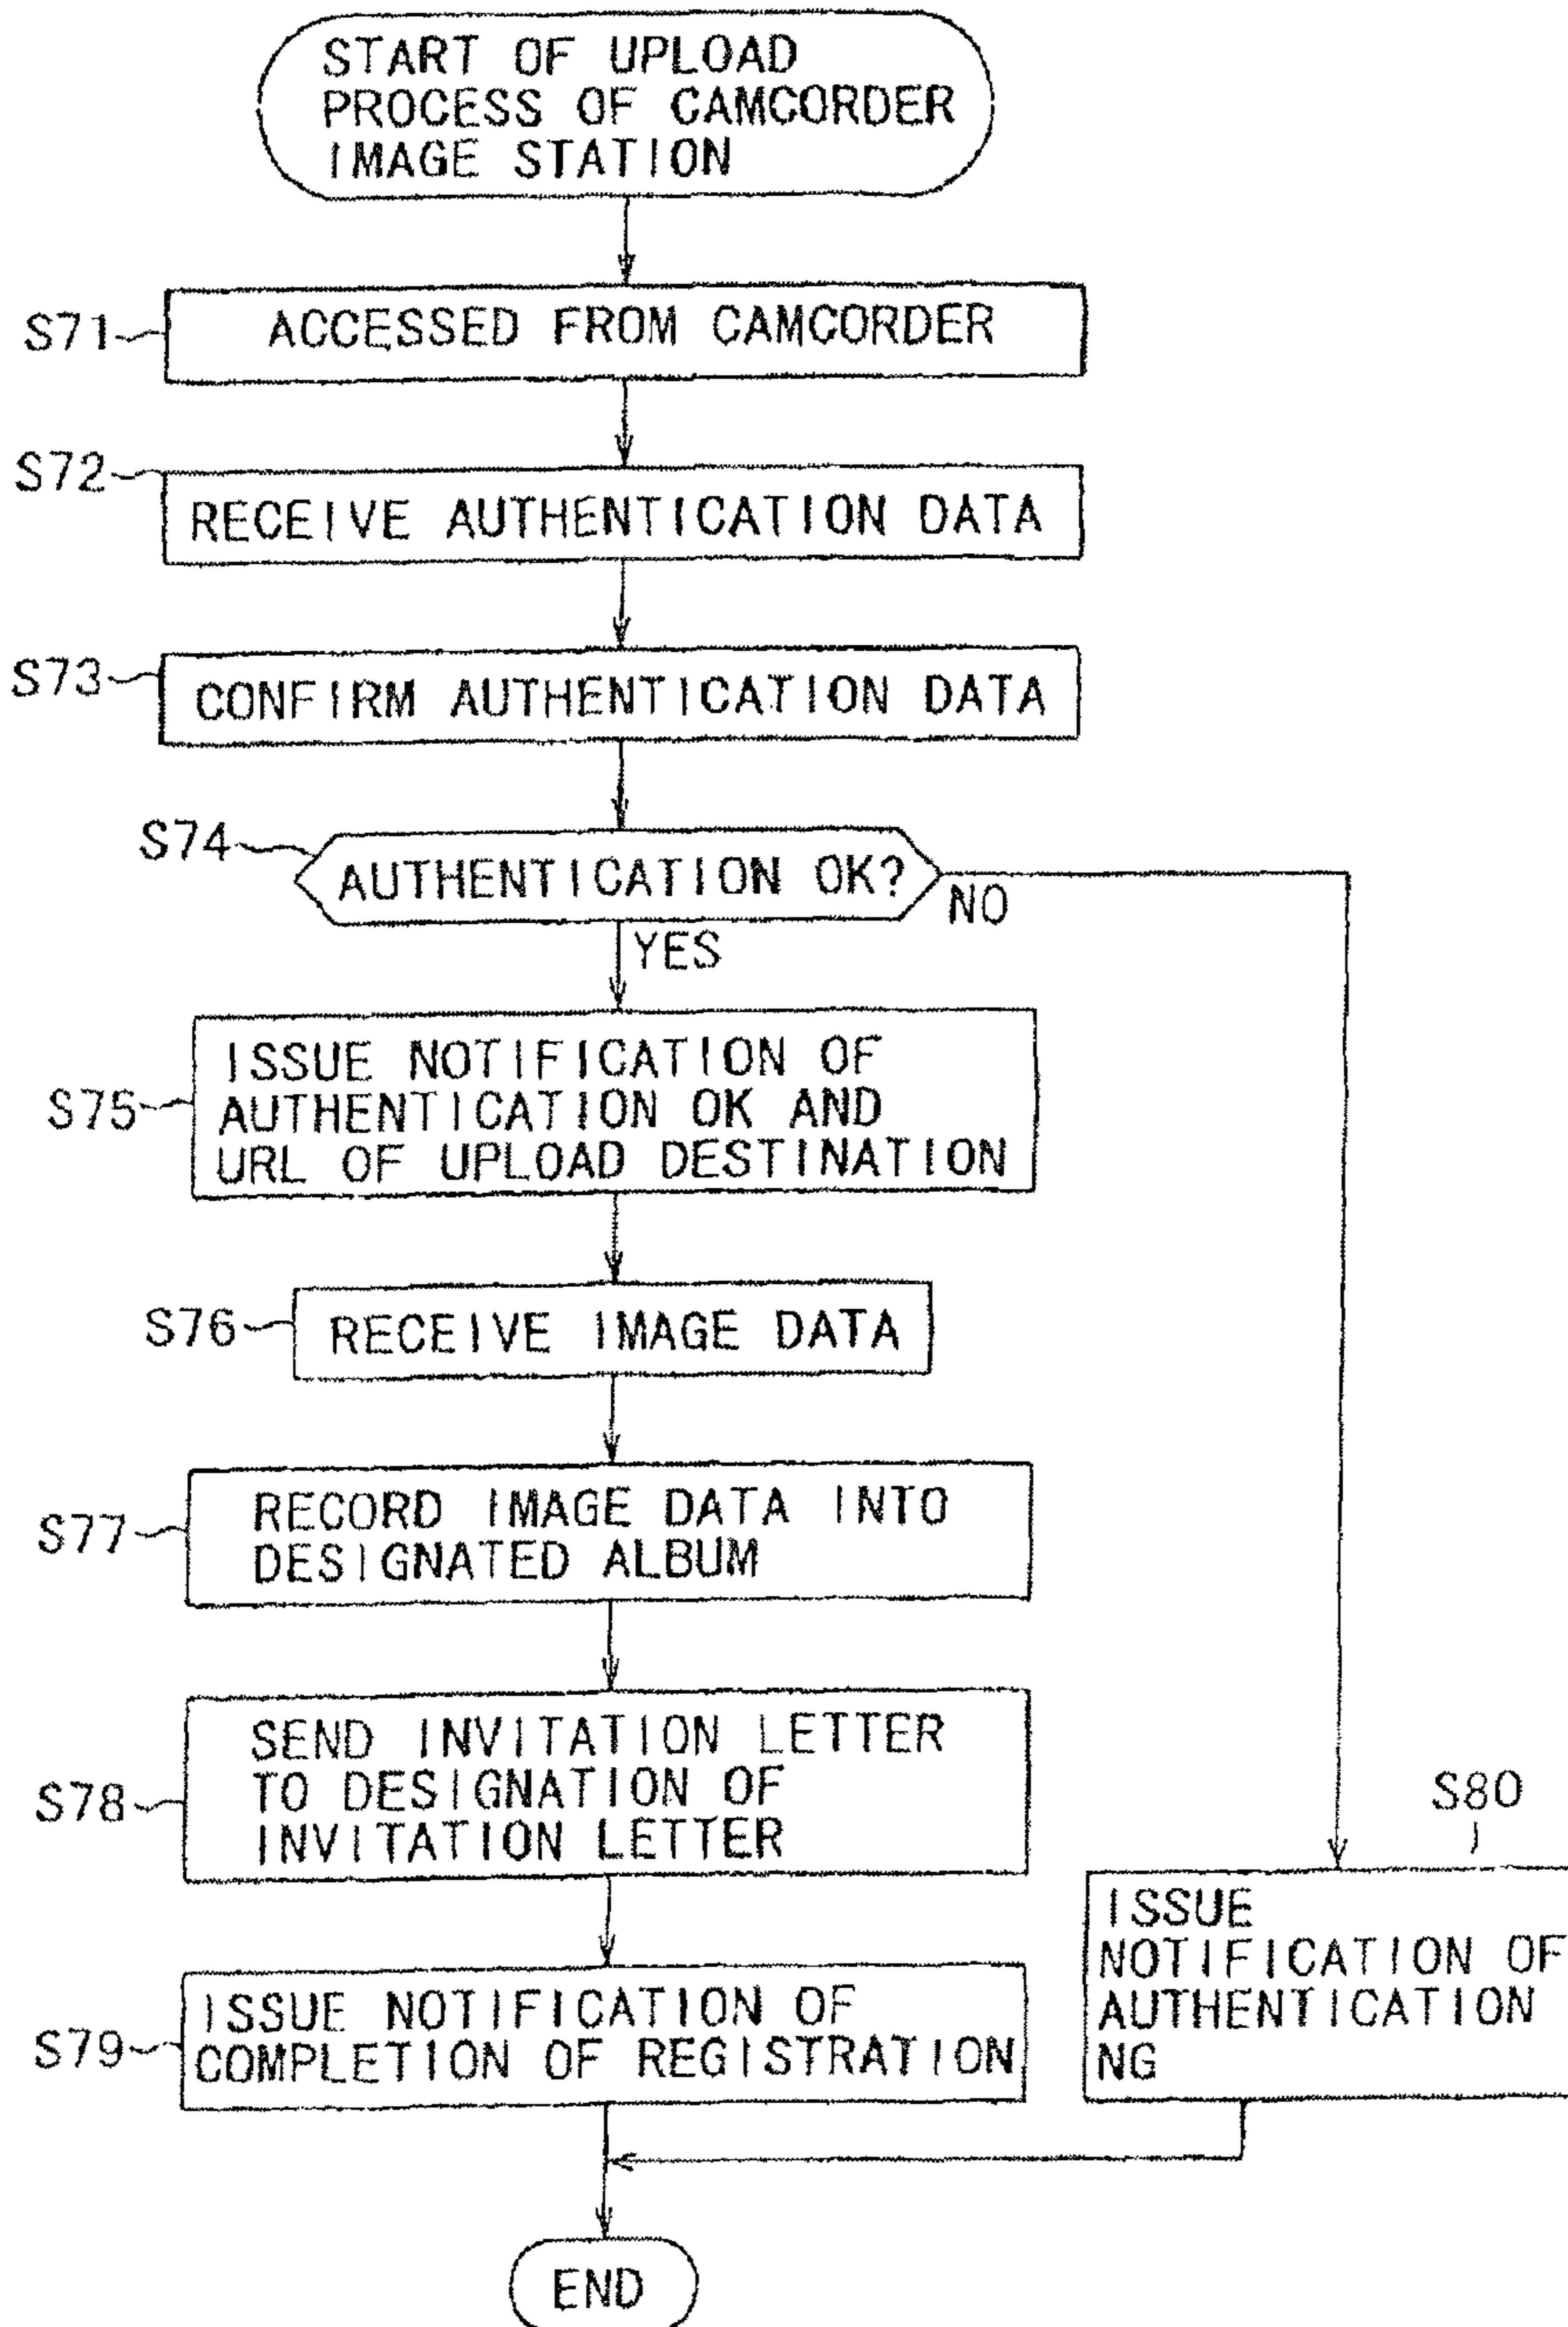 START OF UPLOAD
PROCESS OF CAMCORDER
IMAGE STATION
S71
ACCESSED FROM CAMCORDER
S72
RECEIVE AUTHENTICATION DATA
S73
CONFIRM AUTHENTICATION DATA
S74
AUTHENTICATION OK?
NO
YES
S75
ISSUE NOTIFICATION OF
AUTHENTICATION OK AND
URL OF UPLOAD DESTINATION
S76
RECEIVE IMAGE DATA
S77
RECORD IMAGE DATA INTO
DESIGNATED ALBUM
S78
SEND INVITATION LETTER
TO DESIGNATION OF
INVITATION LETTER
S80
ISSUE
NOTIFICATION OF
AUTHENTICATION
NG
S79
ISSUE NOTIFICATION OF
COMPLETION OF REGISTRATION
END